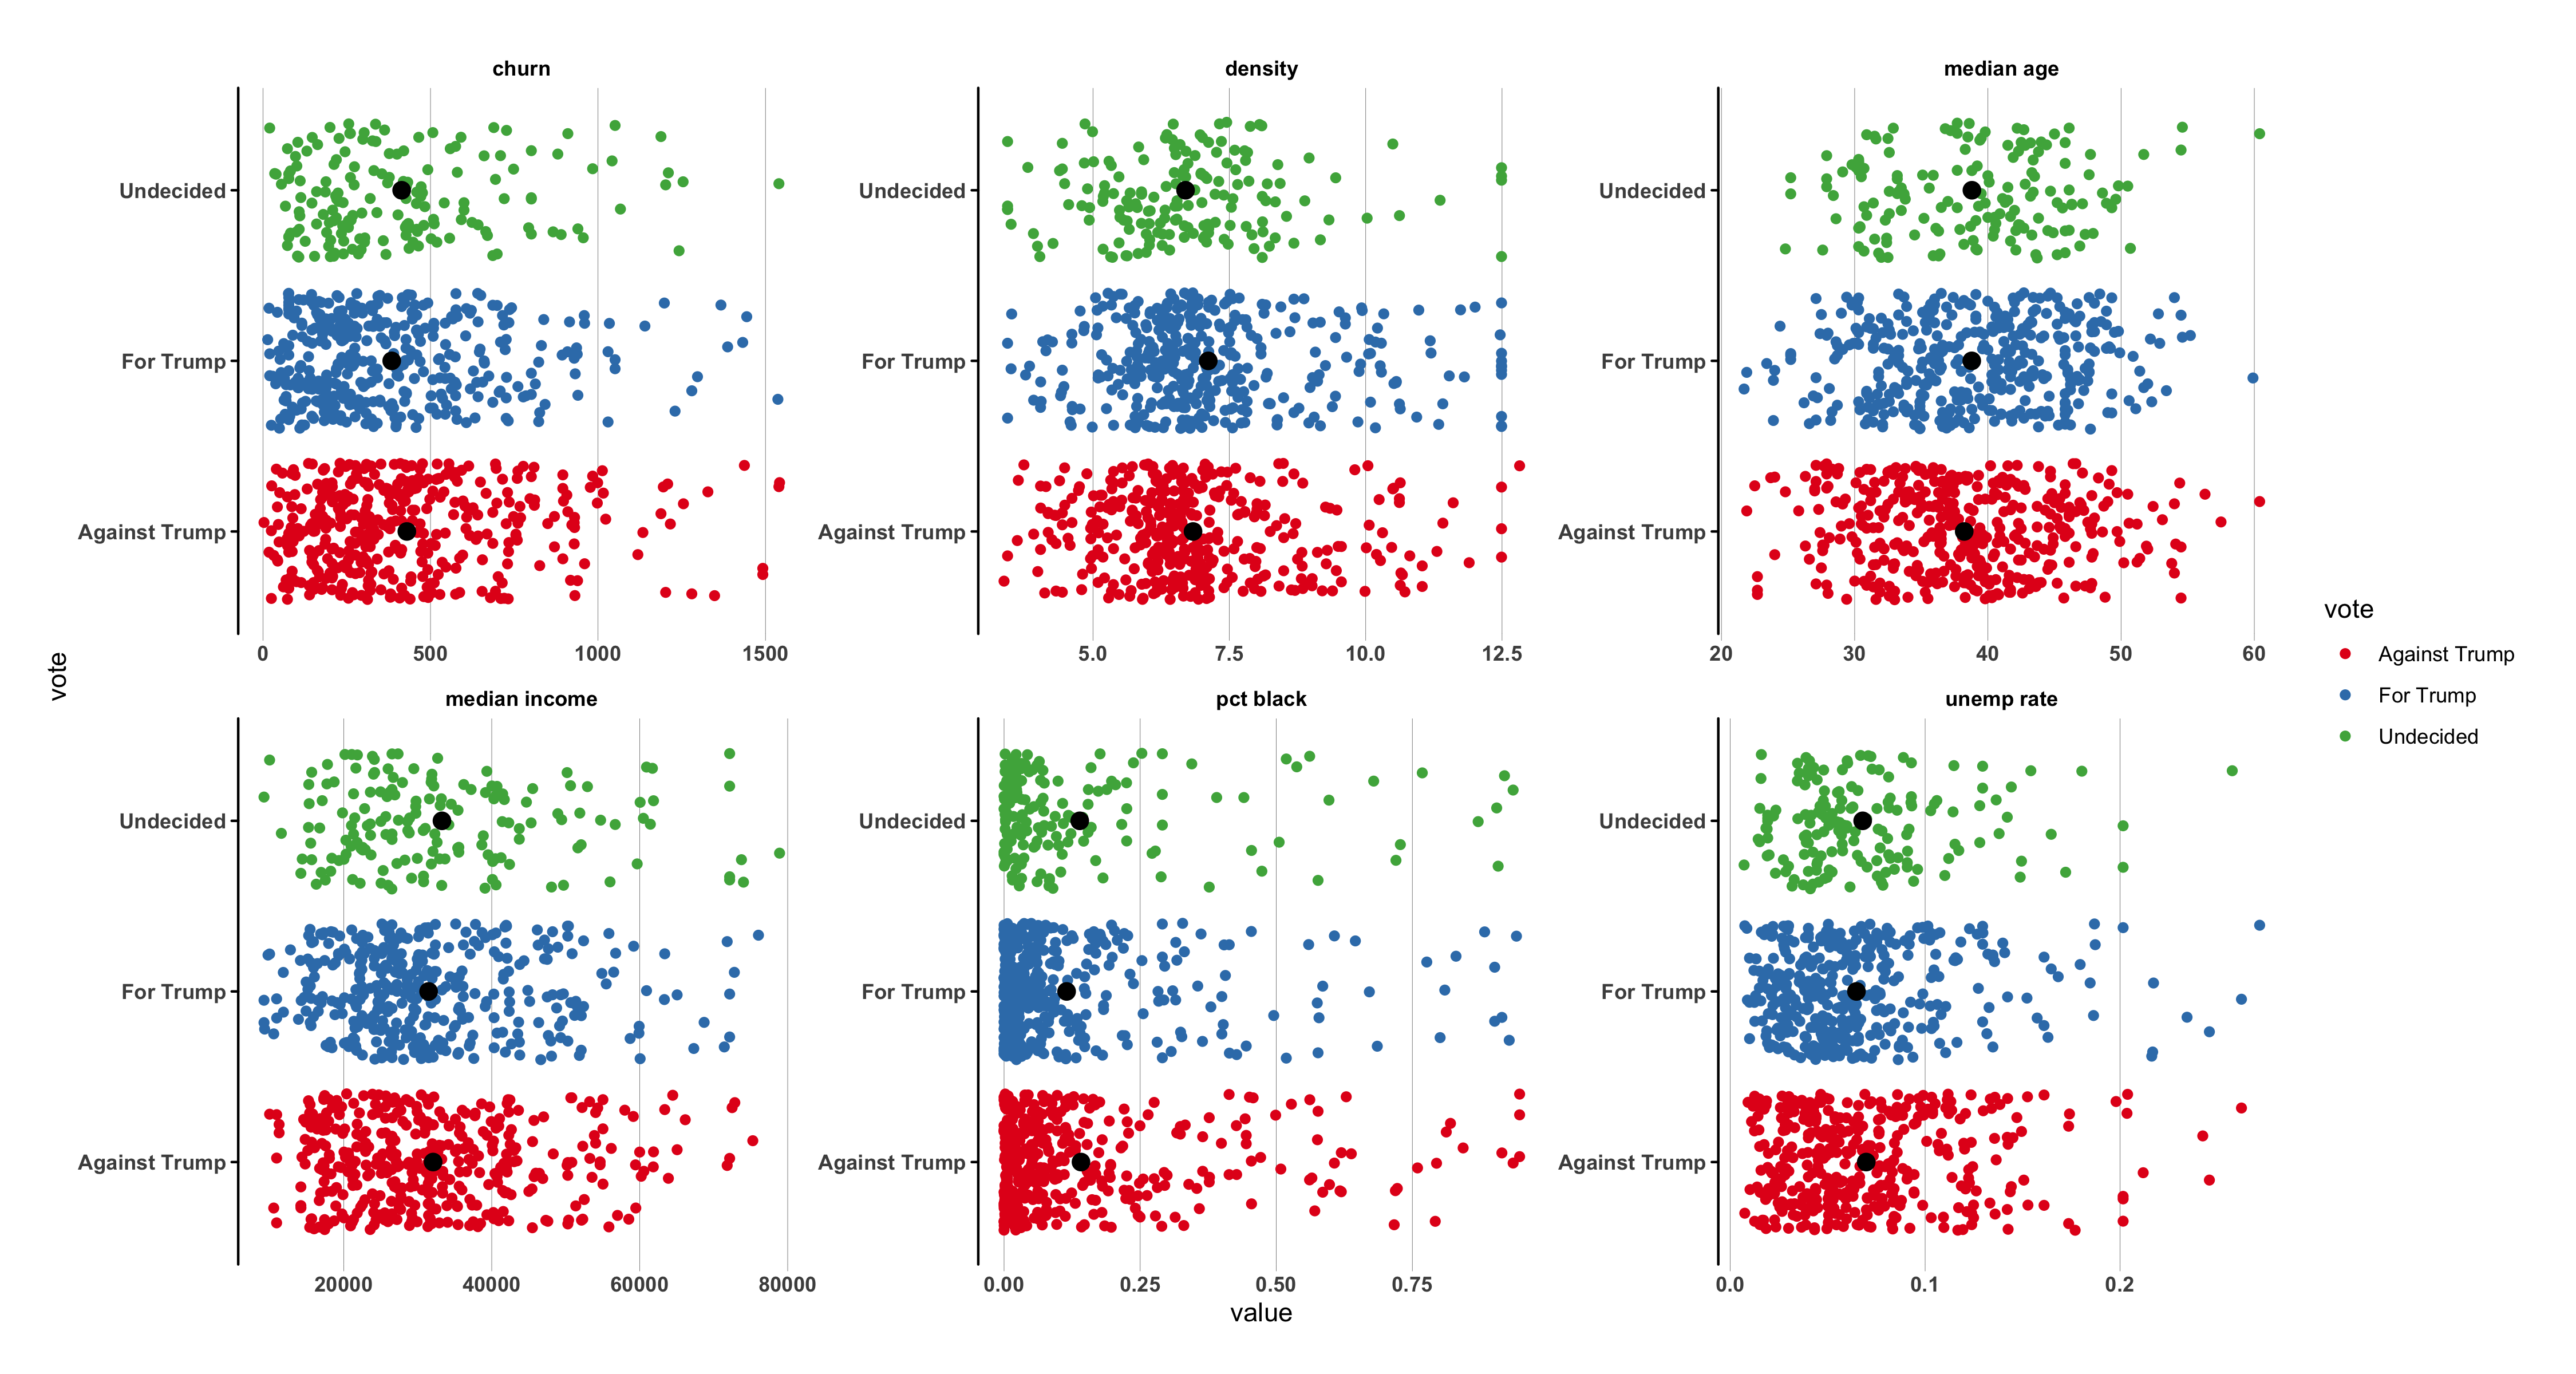 churn
density
median age
Undecided
For Trump
Against Trump
0 500 1000 1500
Undecided
For Trump
Against Trump
5.0 7.5 10.0 12.5
Undecided
For Trump
Against Trump
20 30 40 50 60
vote
median income
pct black
unemp rate
Undecided
For Trump
Against Trump
20000 40000 60000 80000
Undecided
For Trump
Against Trump
0.00 0.25 0.50 0.75
Undecided
For Trump
Against Trump
0.0 0.1 0.2
value
vote
Against Trump
For Trump
Undecided